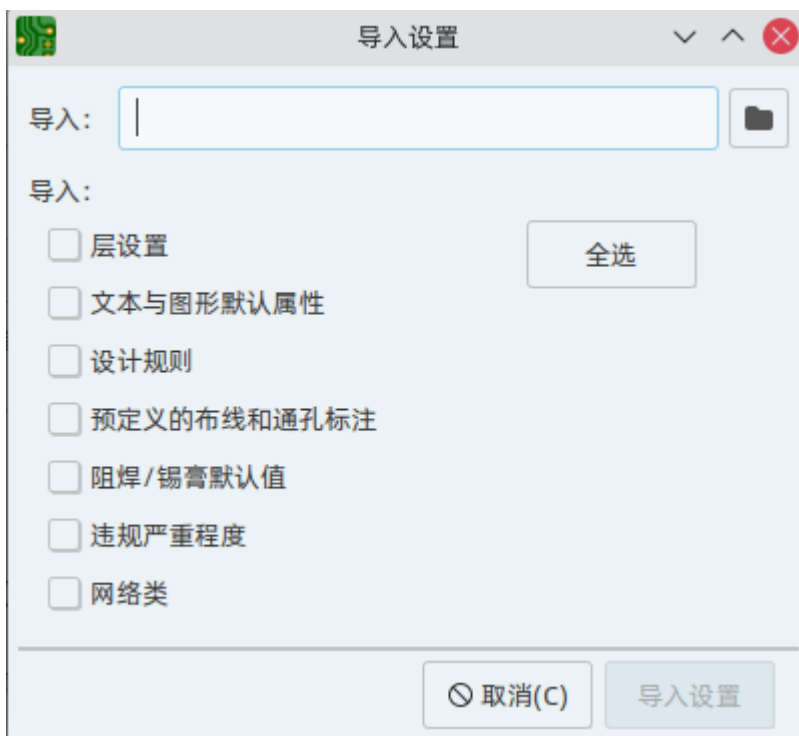 导入设置
导入:
导入:
层设置
全选
文本与图形默认属性
设计规则
预定义的布线和通孔标注
阻焊/锡膏默认值
违规严重程度
网络类
取消(C)
导入设置